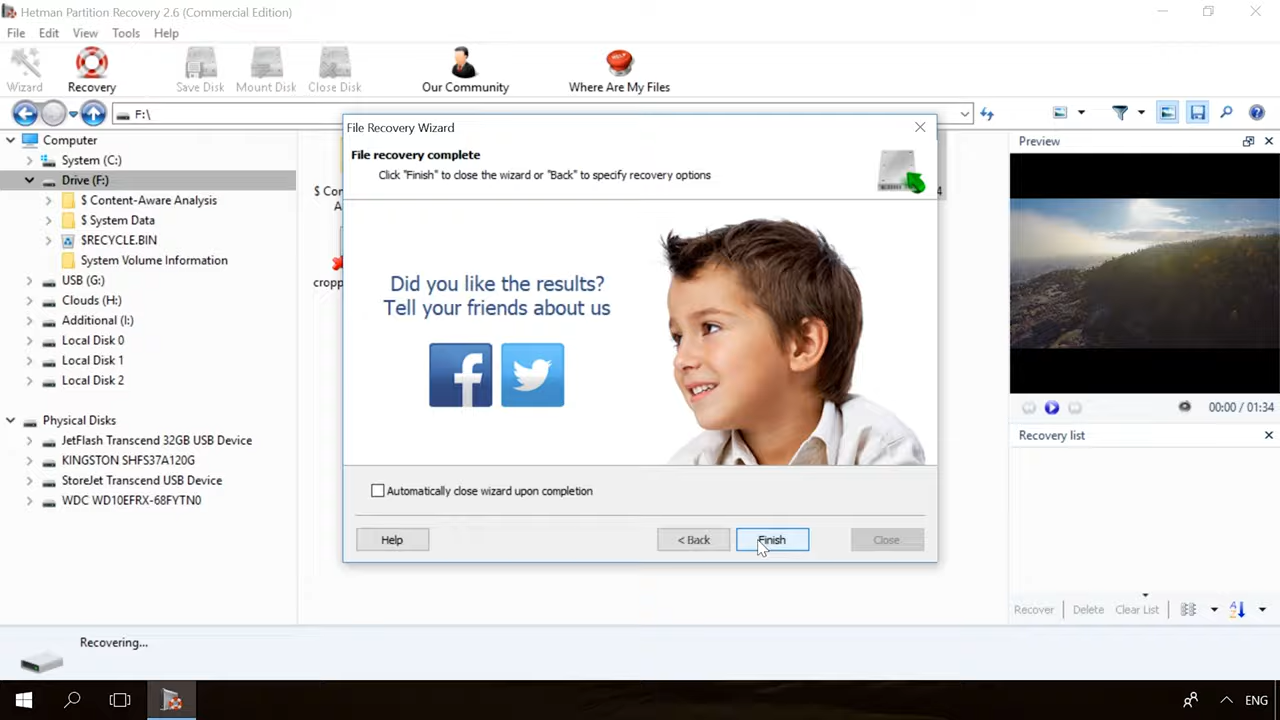 Hetman Partition Recovery 2.6 (Commercial Edition)
File Edit View Tools Help
Wizard Recovery Save Disk Mount Disk Close Disk Our Community Where Are My Files
F:\
Computer
System (C:)
Drive (F:)
$ Content-Aware Analysis
$ System Data
$RECYCLE.BIN
System Volume Information
USB (G:)
Clouds (H:)
Additional (I:)
Local Disk 0
Local Disk 1
Local Disk 2
Physical Disks
JetFlash Transcend 32GB USB Device
KINGSTON SHFS37A120G
StoreJet Transcend USB Device
WDC WD10EFRX-68FYTN0
$ Con
A
4
cropp
File Recovery Wizard
File recovery complete
Click "Finish" to close the wizard or "Back" to specify recovery options
Did you like the results?
Tell your friends about us
Automatically close wizard upon completion
Help < Back Finish Close
Preview
00:00 / 01:34
Recovery list
Recover Delete Clear List
Recovering...
ENG